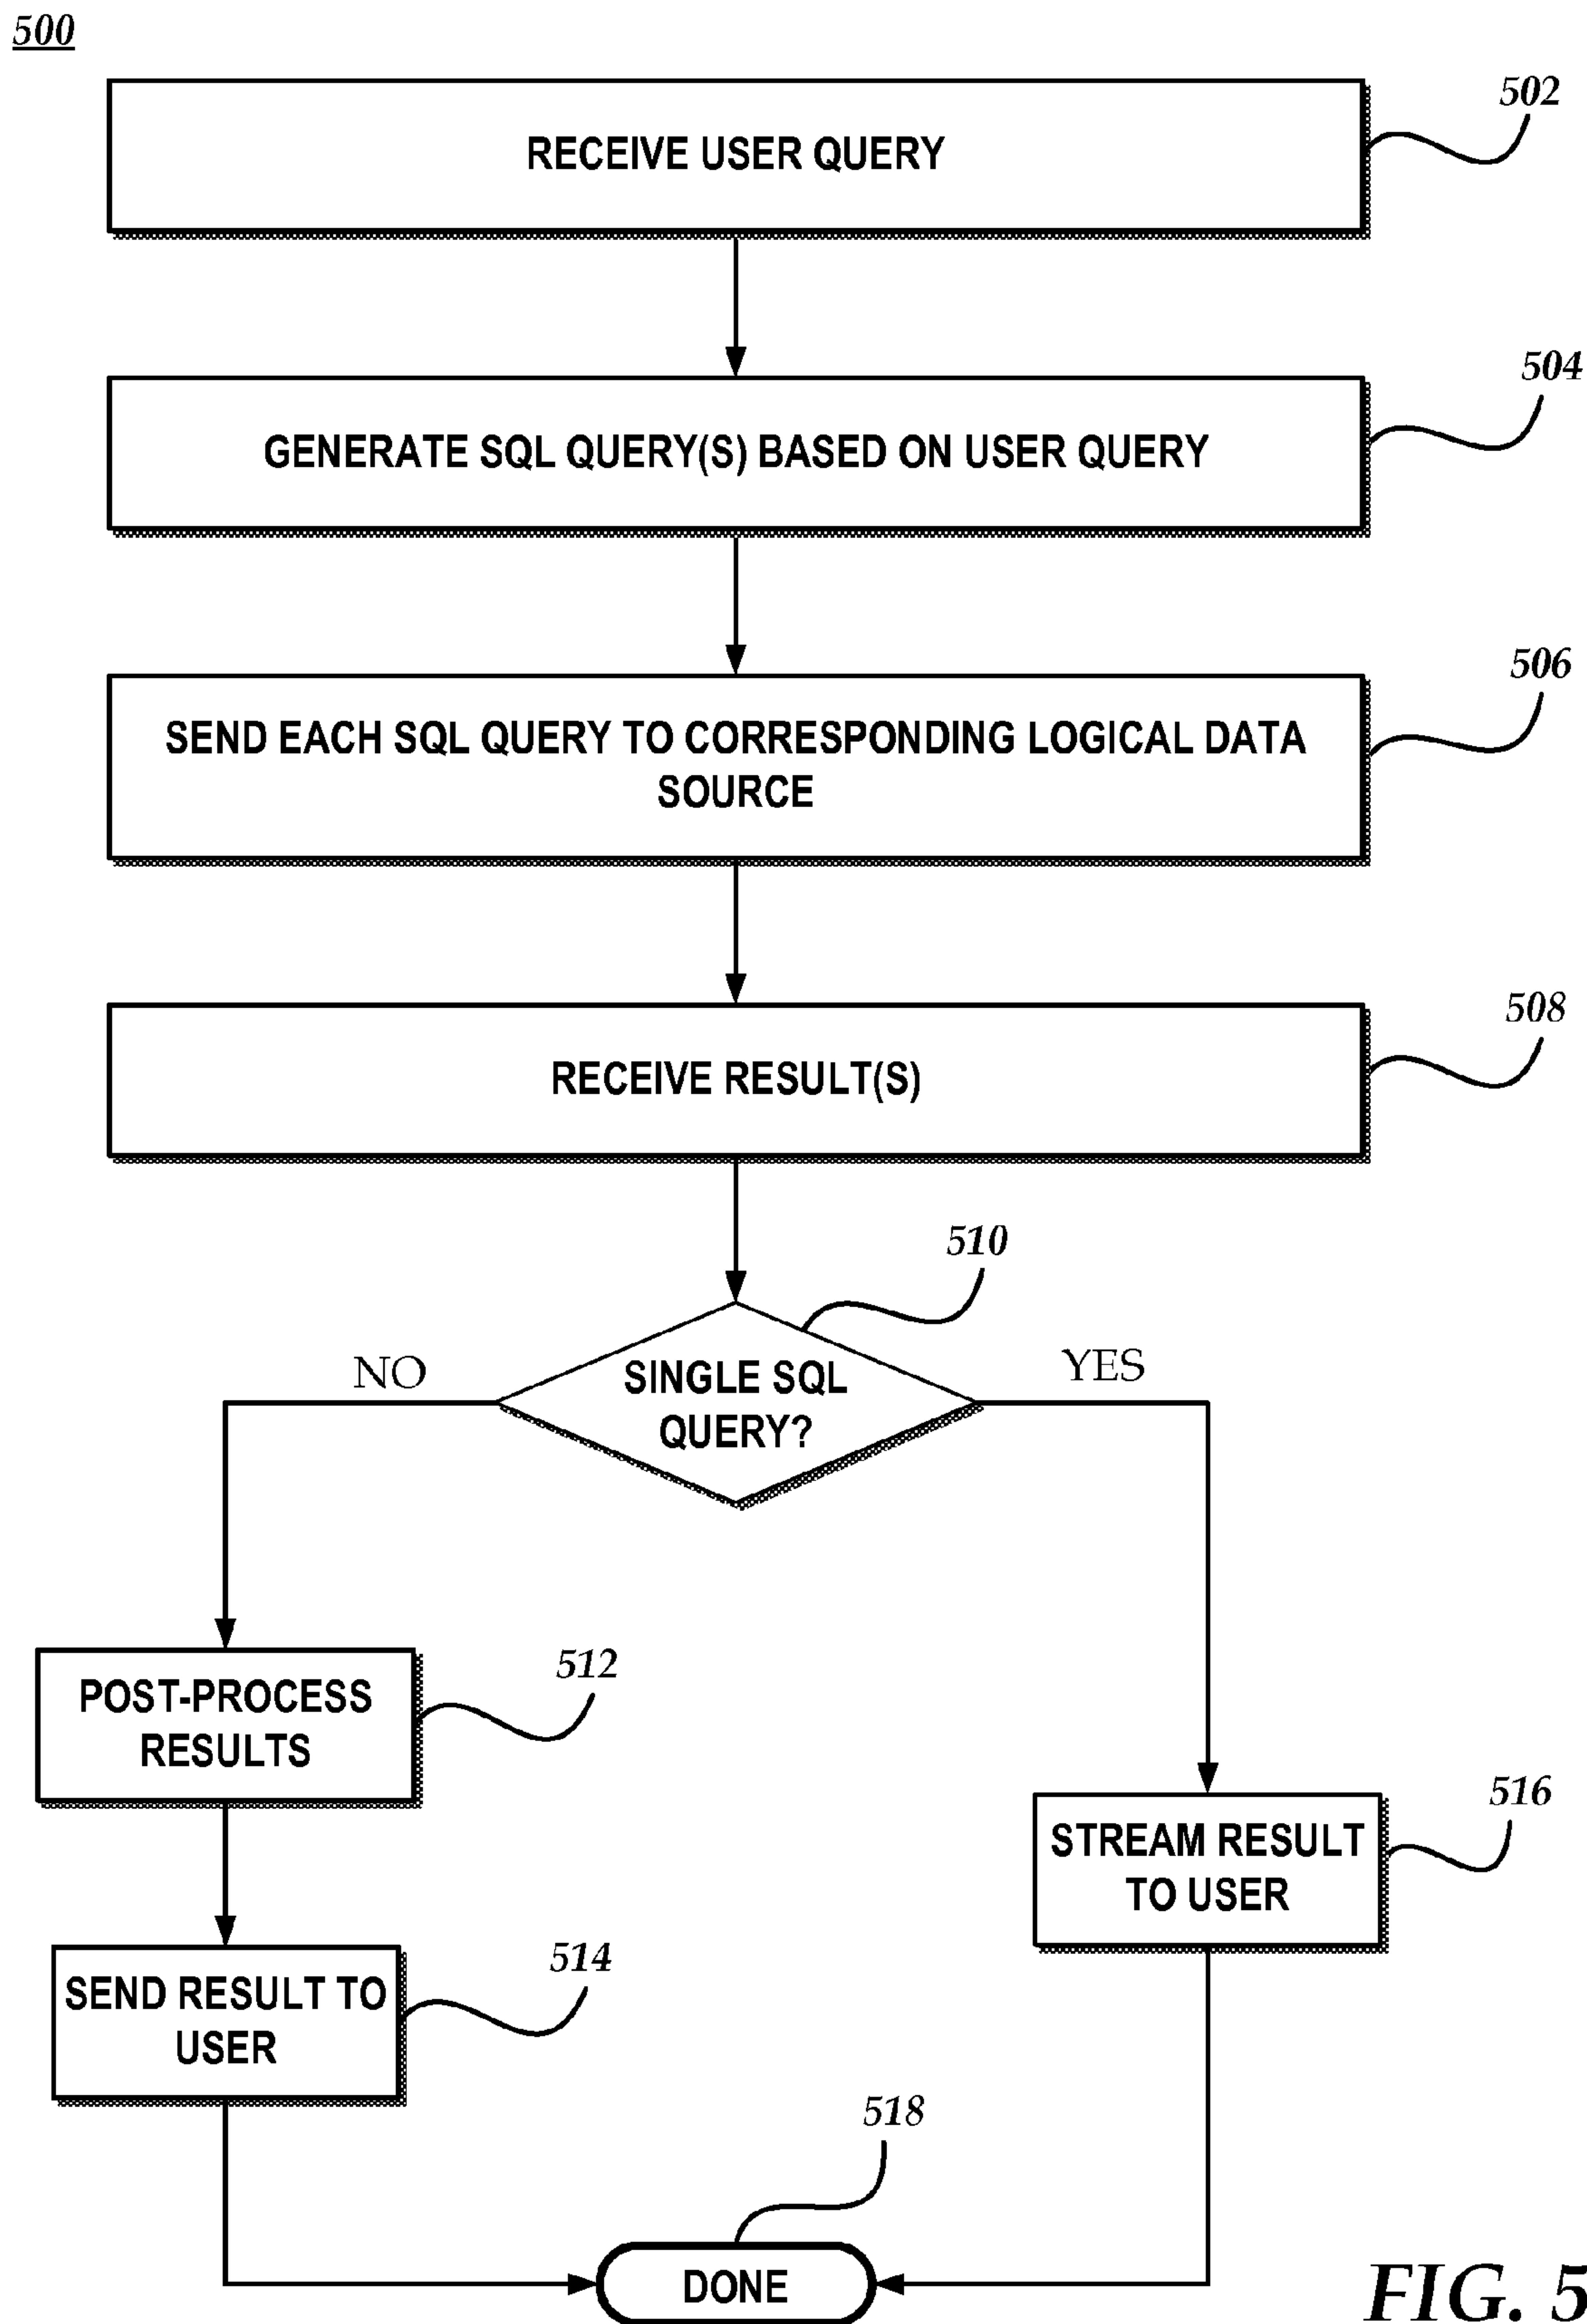 500
502
RECEIVE USER QUERY
504
GENERATE SQL QUERY(S) BASED ON USER QUERY
506
SEND EACH SQL QUERY TO CORRESPONDING LOGICAL DATA
SOURCE
508
RECEIVE RESULT(S)
510
NO
YES
SINGLE SQL
QUERY?
512
POST-PROCESS
RESULTS
516
STREAM RESULT
TO USER
514
SEND RESULT TO
USER
518
DONE
FIG. 5